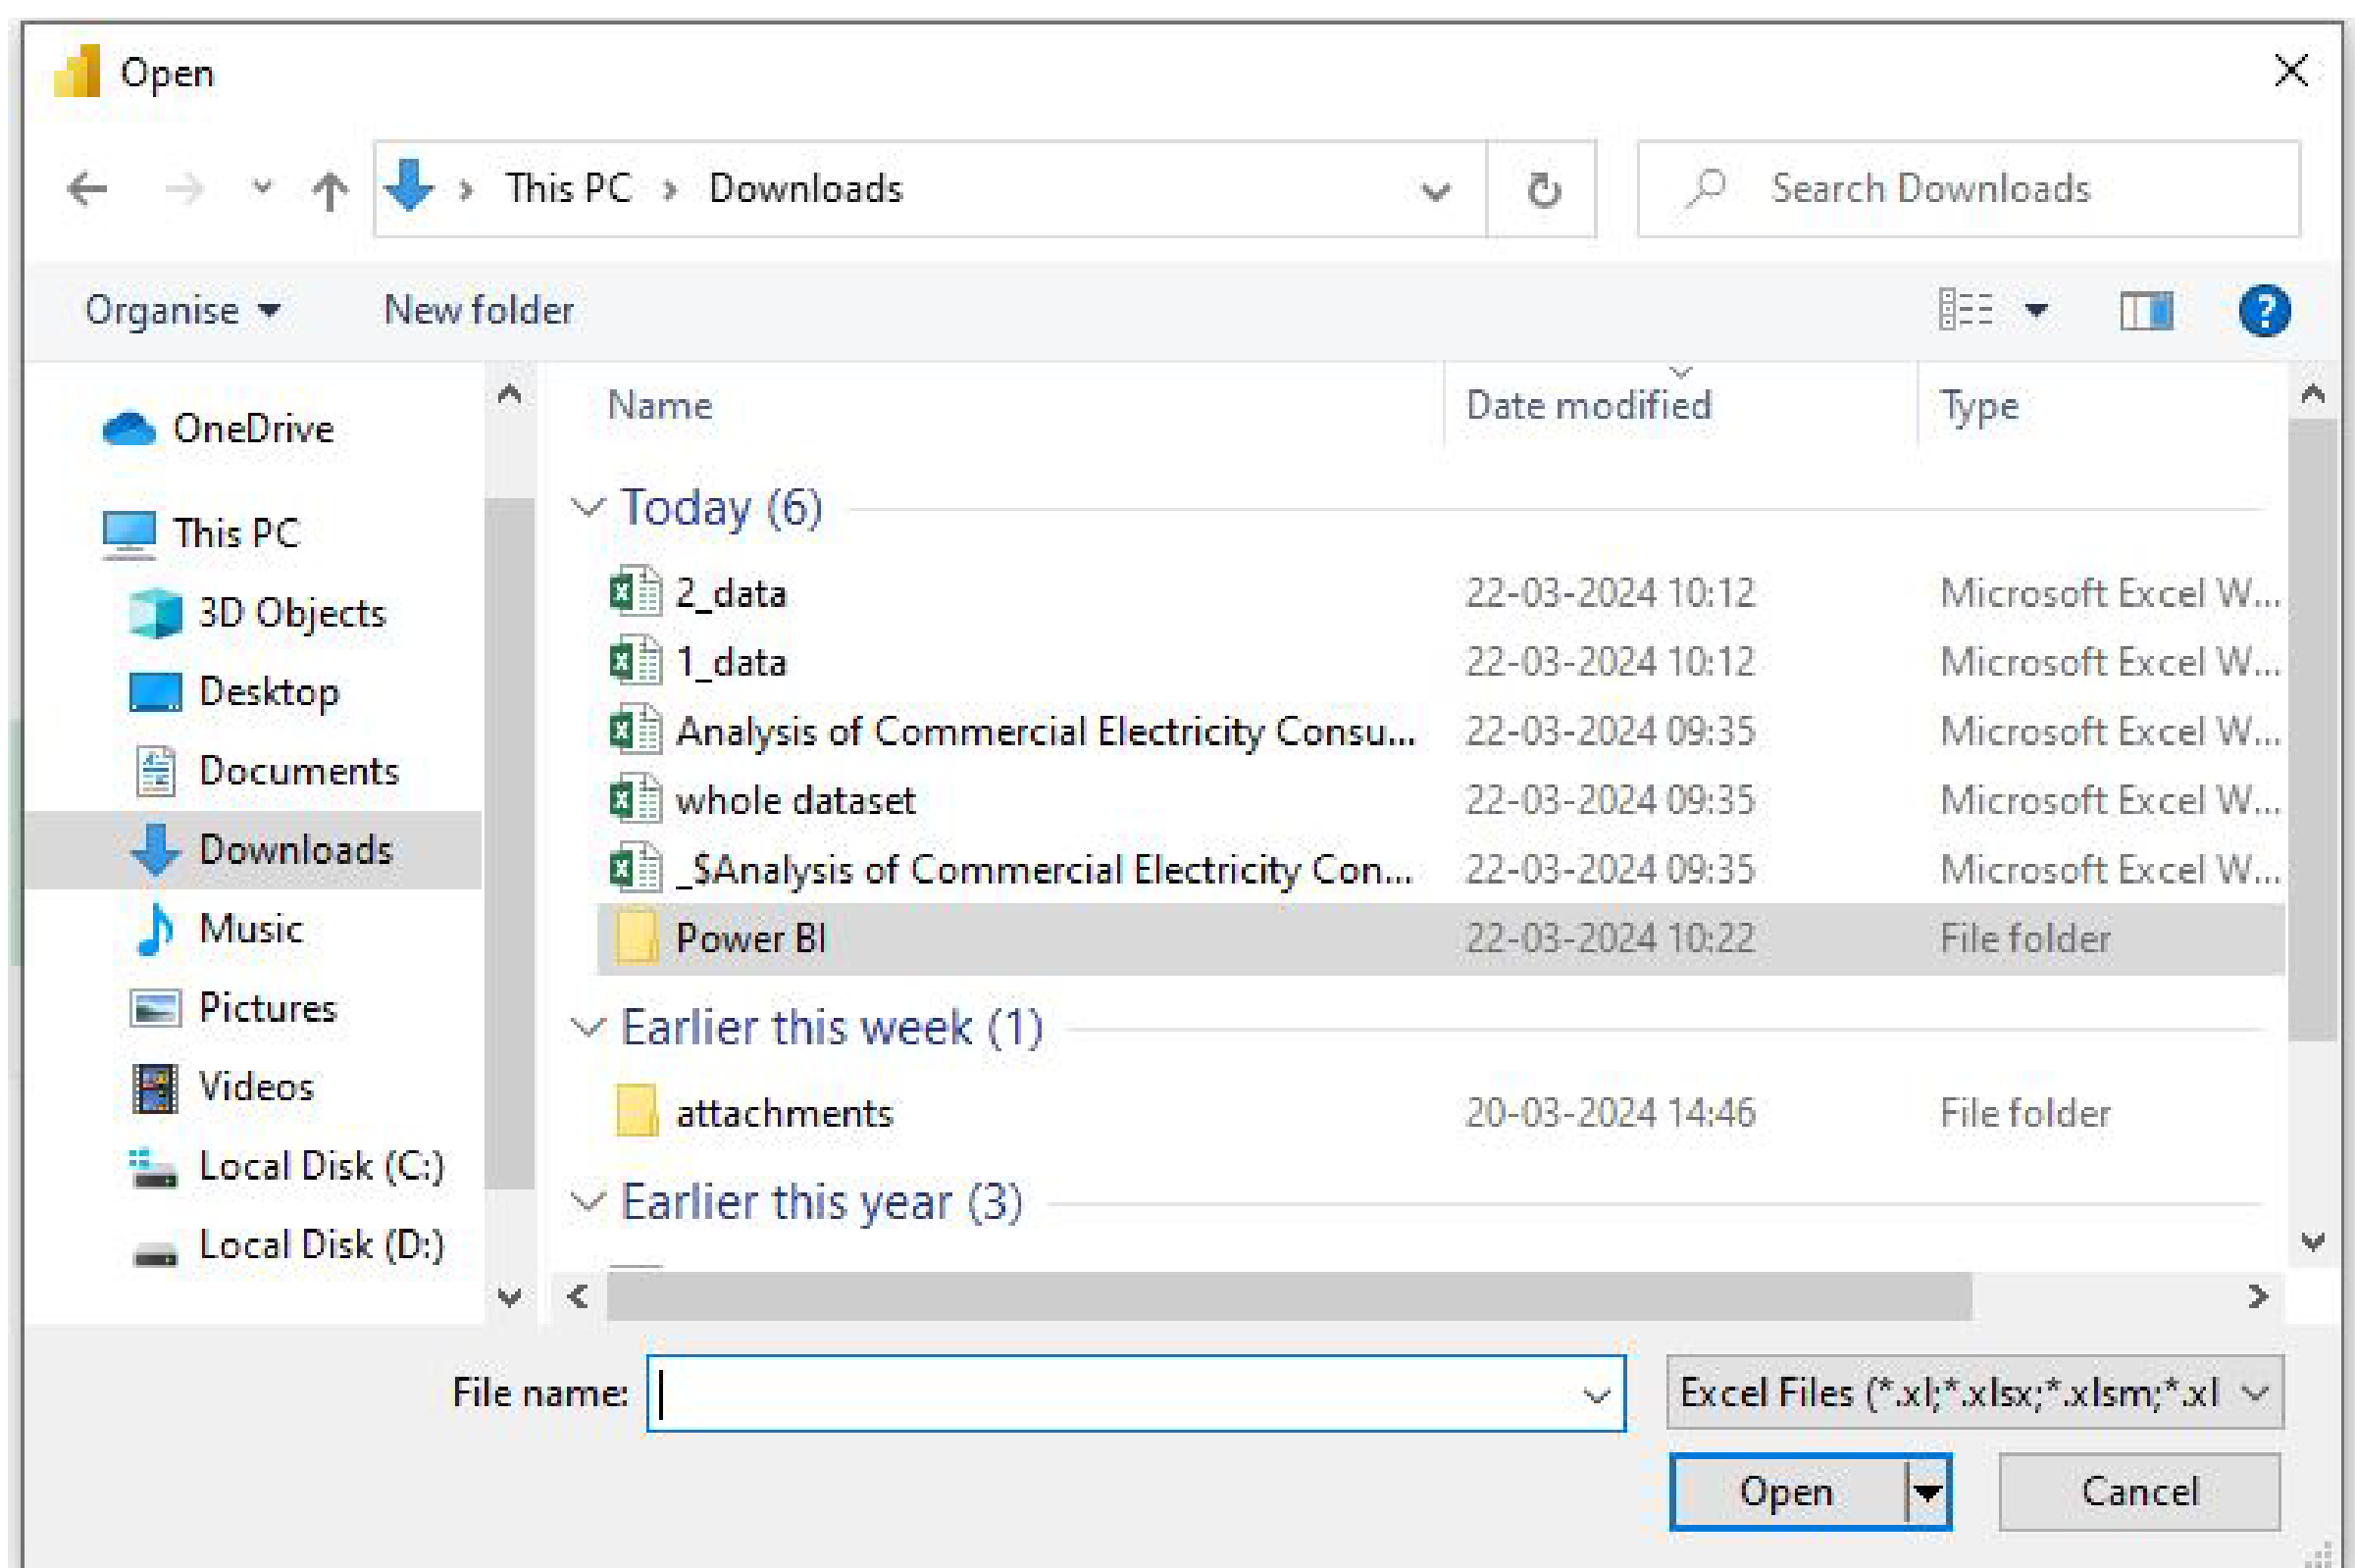 Open
This PC > Downloads
Search Downloads
Organise
New folder
OneDrive
This PC
3D Objects
Desktop
Documents
Downloads
Music
Pictures
Videos
Local Disk (C:)
Local Disk (D:)
Name Date modified Type
Today (6)
2_data 22-03-2024 10:12 Microsoft Excel W...
1_data 22-03-2024 10:12 Microsoft Excel W...
Analysis of Commercial Electricity Consu... 22-03-2024 09:35 Microsoft Excel W...
whole dataset 22-03-2024 09:35 Microsoft Excel W...
_$Analysis of Commercial Electricity Con... 22-03-2024 09:35 Microsoft Excel W...
Power BI 22-03-2024 10:22 File folder
Earlier this week (1)
attachments 20-03-2024 14:46 File folder
Earlier this year (3)
File name:
Excel Files (*.xl;*.xlsx;*.xlsm;*.xl
Open
Cancel